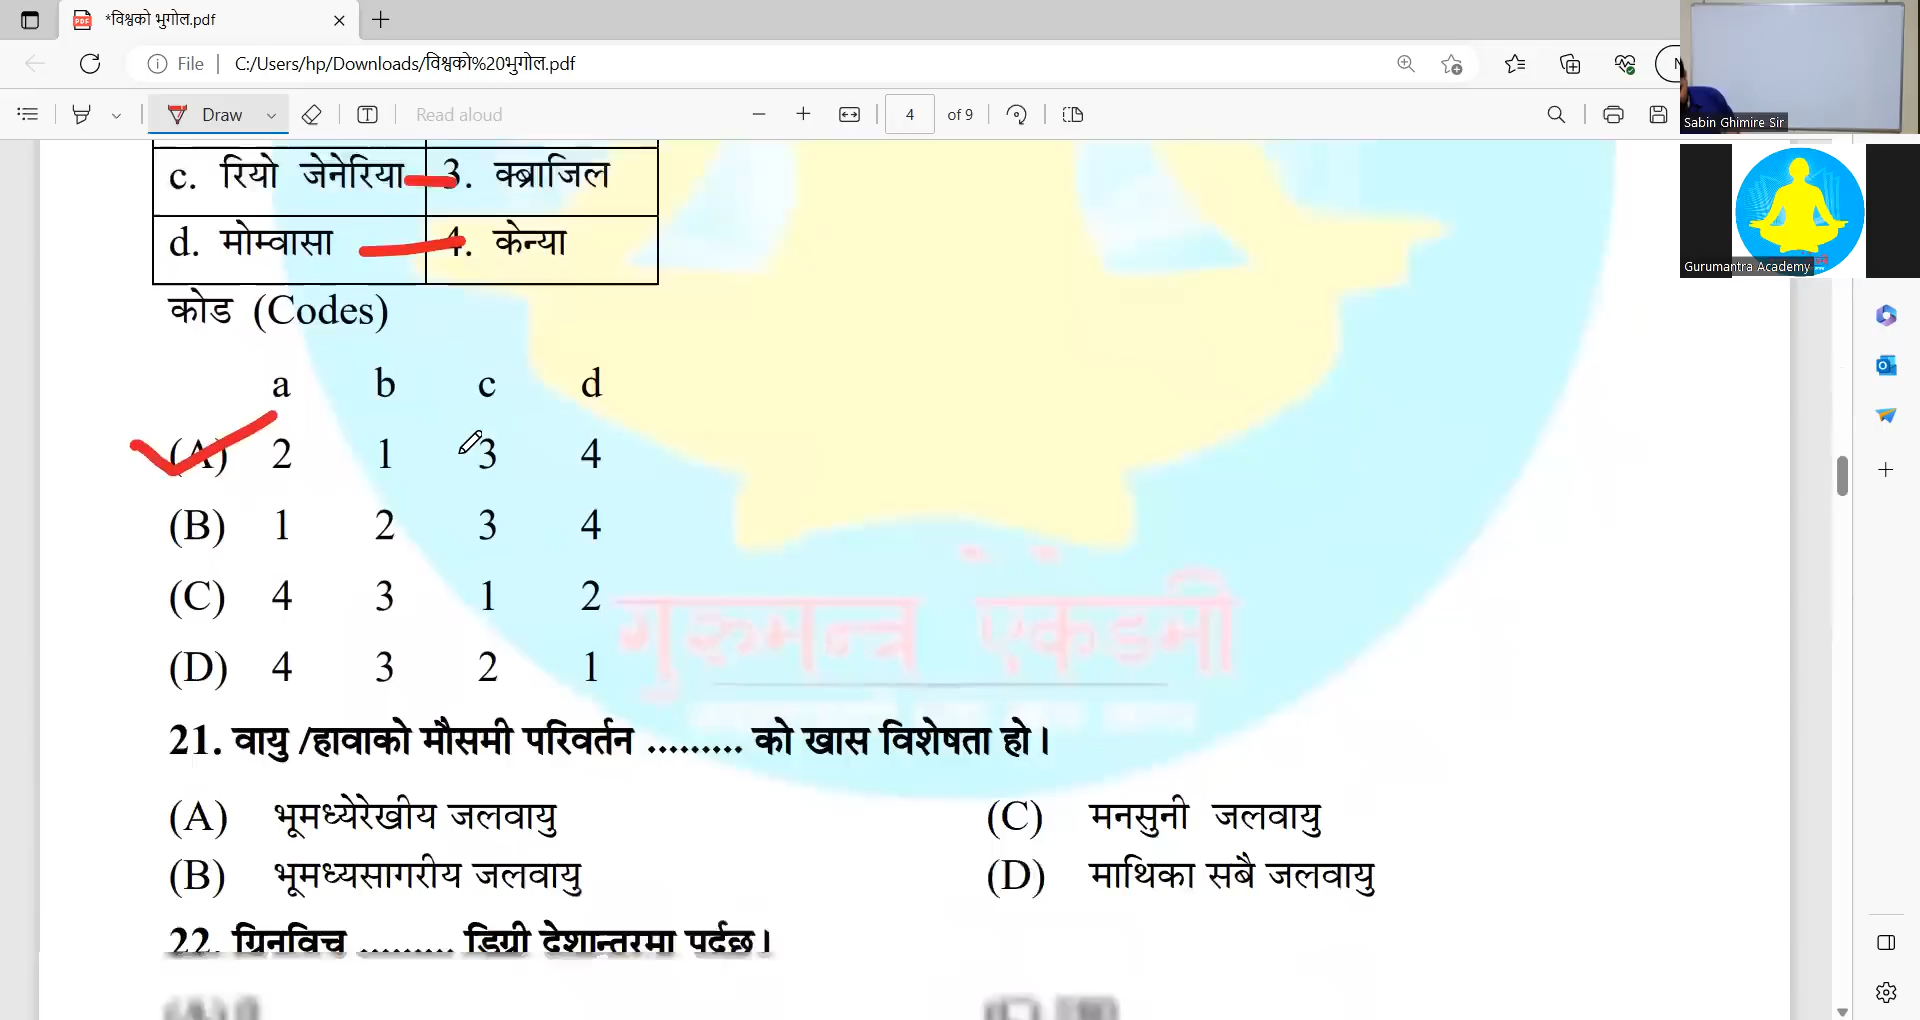 *विश्वको भुगोल.pdf
File C:/Users/hp/Downloads/विश्वको%20भुगोल.pdf
Draw Read aloud 4 of 9
Sabin Ghimire Sir
Gurumantra Academy
c. रियो जेनेरिया 3. क्ब्राजिल
d. मोम्वासा 4. केन्या
कोड (Codes)
a b c d
(A) 2 1 3 4
(B) 1 2 3 4
(C) 4 3 1 2
(D) 4 3 2 1
गुरुमन्त्र एकेडेमी
21. वायु /हावाको मौसमी परिवर्तन ......... को खास विशेषता हो।
(A) भूमध्येरेखीय जलवायु (C) मनसुनी जलवायु
(B) भूमध्यसागरीय जलवायु (D) माथिका सबै जलवायु
22. ग्रिनविच ......... डिग्री देशान्तरमा पर्दछ।